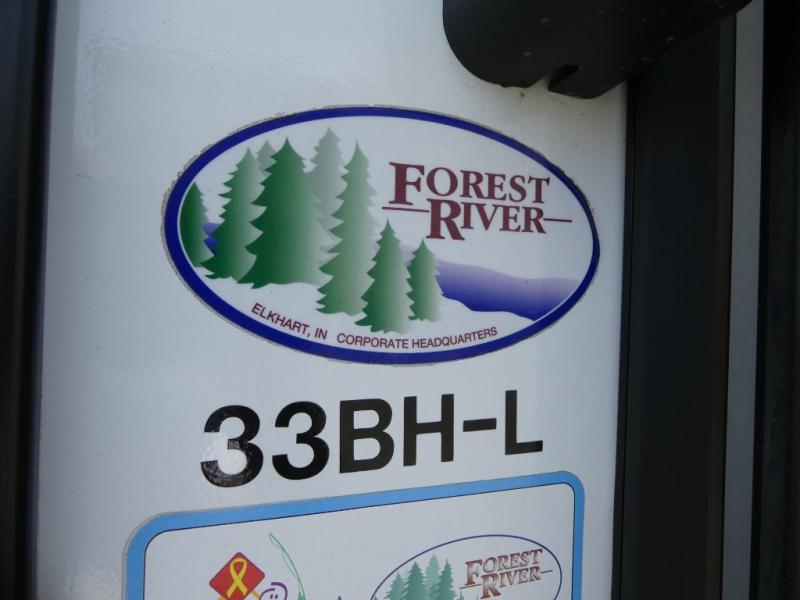 FOREST
RIVER
ELKHART, IN CORPORATE HEADQUARTERS
33BH-L
FOREST
RIVER